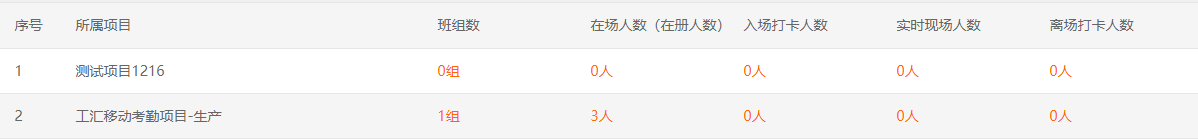 序号 所属项目 班组数 在场人数（在册人数） 入场打卡人数 实时现场人数 离场打卡人数
1 测试项目1216 0组 0人 0人 0人 0人
2 工汇移动考勤项目-生产 1组 3人 0人 0人 0人